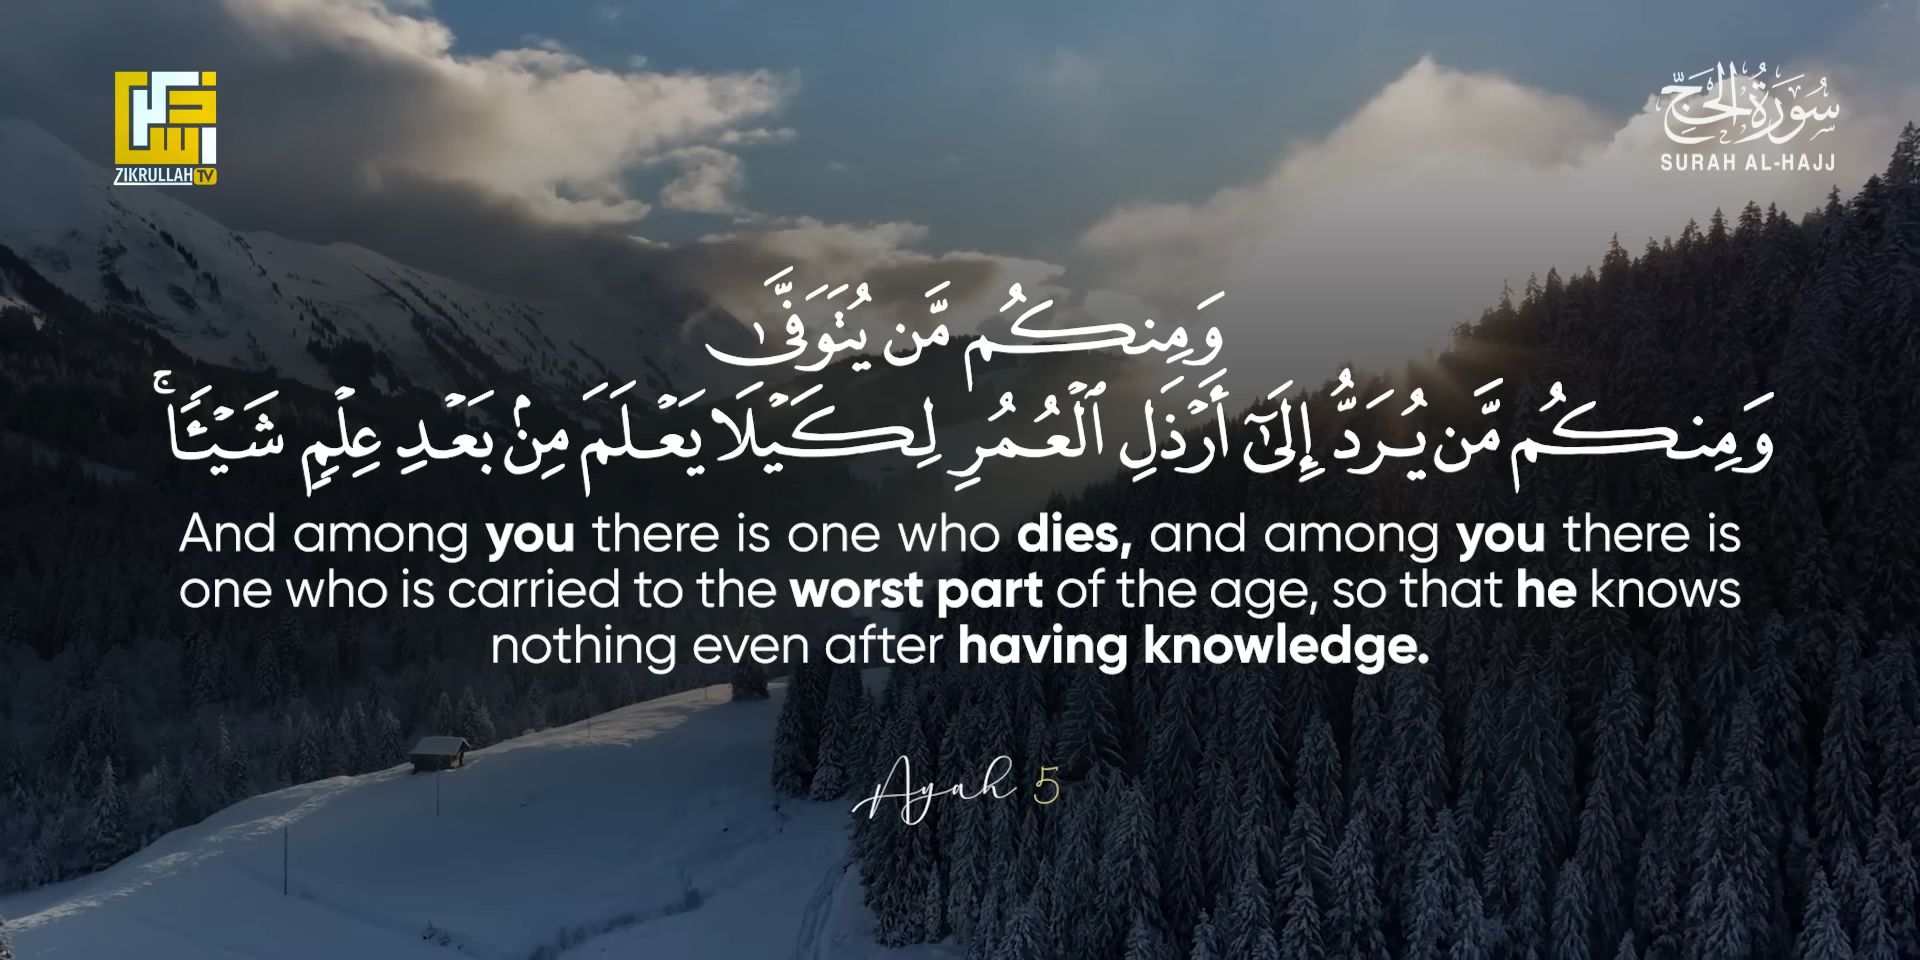 ZIKRULLAH TV
سُورَةُ الحَجِّ
SURAH AL-HAJJ
وَمِنكُم مَّن يُتَوَفَّىٰ
وَمِنكُم مَّن يُرَدُّ إِلَىٰٓ أَرْذَلِ ٱلْعُمُرِ لِكَيْلَا يَعْلَمَ مِنۢ بَعْدِ عِلْمٍ شَيْـًٔا ۚ
And among you there is one who dies, and among you there is
one who is carried to the worst part of the age, so that he knows
nothing even after having knowledge.
Ayah 5